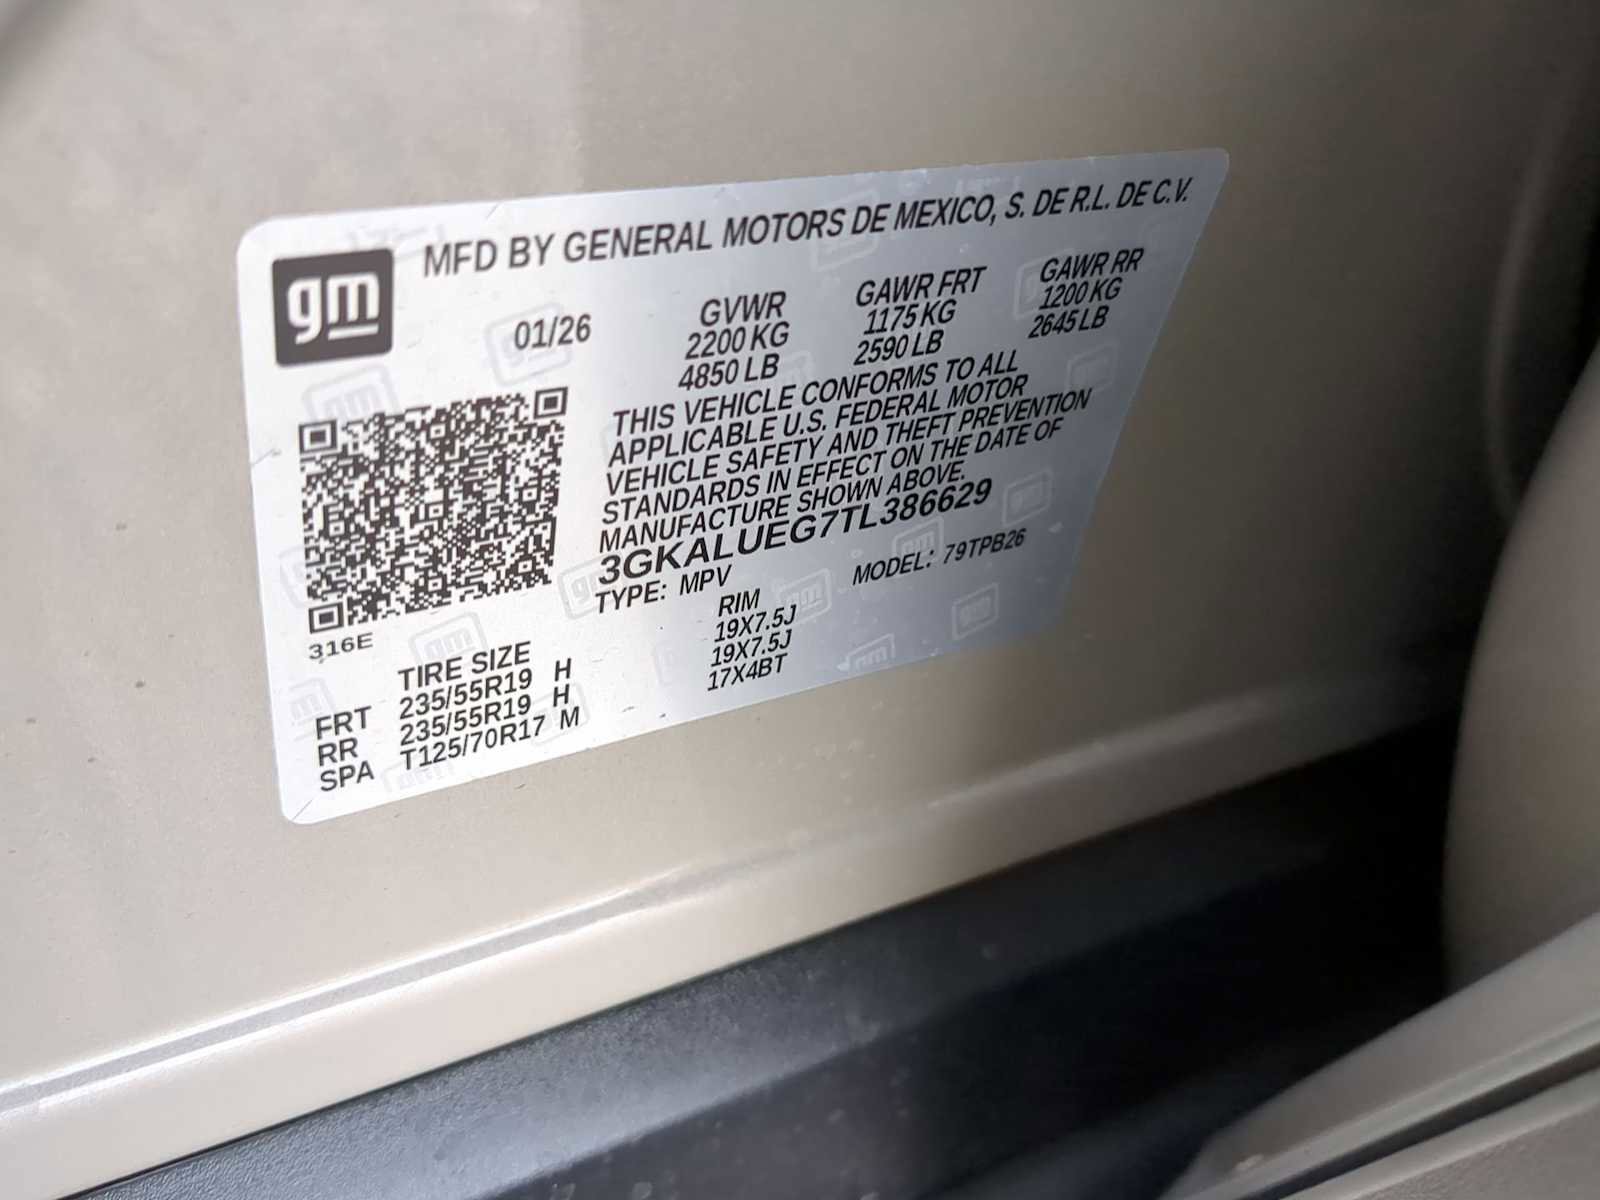 gm
MFD BY GENERAL MOTORS DE MEXICO, S. DE R.L. DE C.V.
01/26 GVWR GAWR FRT GAWR RR
2200 KG 1175 KG 1200 KG
4850 LB 2590 LB 2645 LB
THIS VEHICLE CONFORMS TO ALL
APPLICABLE U.S. FEDERAL MOTOR
VEHICLE SAFETY AND THEFT PREVENTION
STANDARDS IN EFFECT ON THE DATE OF
MANUFACTURE SHOWN ABOVE.
3GKALUEG7TL386629
TYPE: MPV MODEL: 79TPB26
316E
TIRE SIZE RIM
FRT 235/55R19 H 19X7.5J
RR 235/55R19 H 19X7.5J
SPA T125/70R17 M 17X4BT